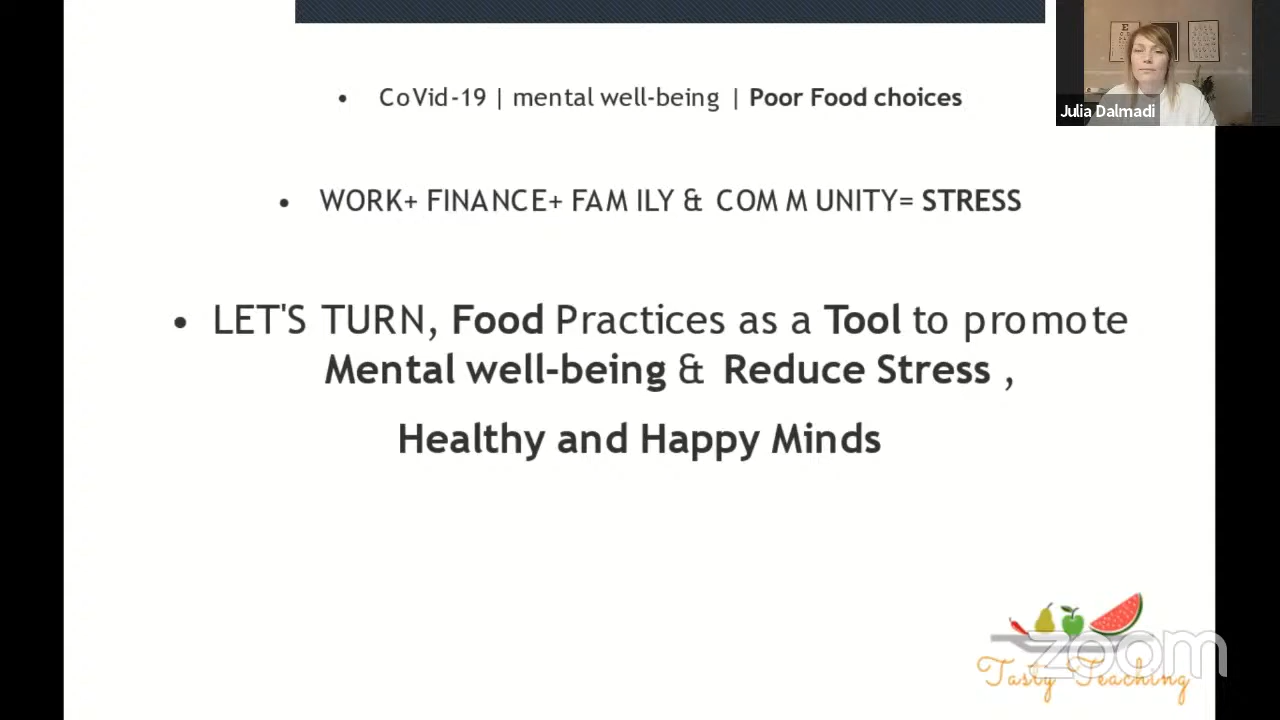 • CoVid-19 | mental well-being | Poor Food choices
Julia Dalmadi
• WORK+ FINANCE+ FAMILY & COMMUNITY= STRESS
• LET'S TURN, Food Practices as a Tool to promote
Mental well-being & Reduce Stress ,
Healthy and Happy Minds
zoom
Tasty Teaching